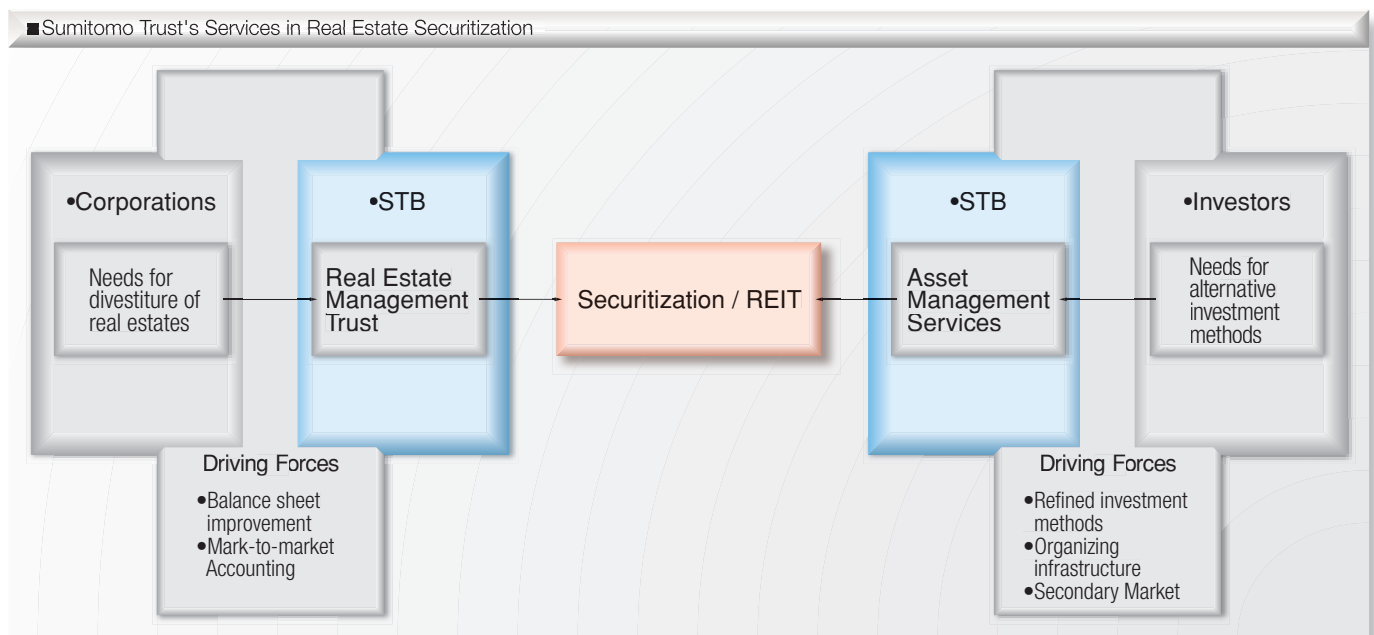 ■Sumitomo Trust's Services in Real Estate Securitization
•Corporations
Needs for
divestiture of
real estates
•STB
Real Estate
Management
Trust
Driving Forces
•Balance sheet
improvement
•Mark-to-market
Accounting
Securitization / REIT
•STB
Asset
Management
Services
•Investors
Needs for
alternative
investment
methods
Driving Forces
•Refined investment
methods
•Organizing
infrastructure
•Secondary Market